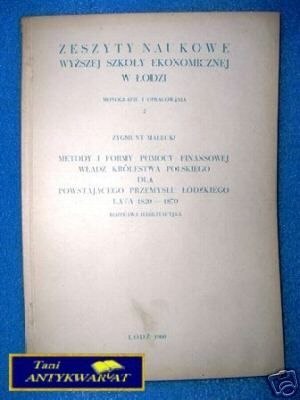 ZESZYTY NAUKOWE
WYŻSZEJ SZKOŁY EKONOMICZNEJ
W ŁODZI
MONOGRAFIE I OPRACOWANIA
2
ZYGMUNT MAŁECKI
METODY I FORMY POMOCY FINANSOWEJ
WŁADZ KRÓLESTWA POLSKIEGO
DLA
POWSTAJĄCEGO PRZEMYSŁU ŁÓDZKIEGO
LATA 1820 — 1870
ROZPRAWA HABILITACYJNA
ŁÓDŹ 1960
Tani
ANTYKWARYAT